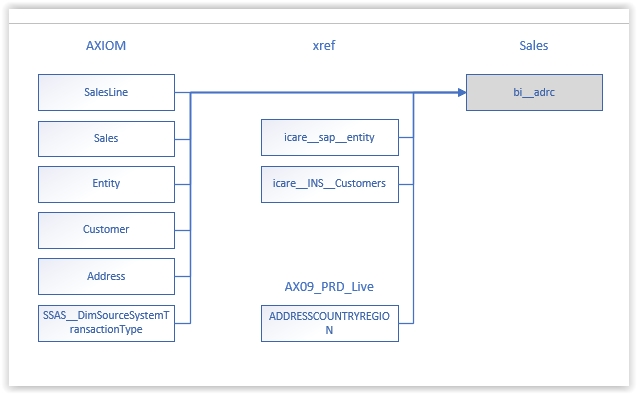 AXIOM
xref
Sales
SalesLine
bi__adrc
Sales
icare__sap__entity
Entity
icare__INS__Customers
Customer
Address
AX09_PRD_Live
SSAS__DimSourceSystemT
ransactionType
ADDRESSCOUNTRYREGIO
N